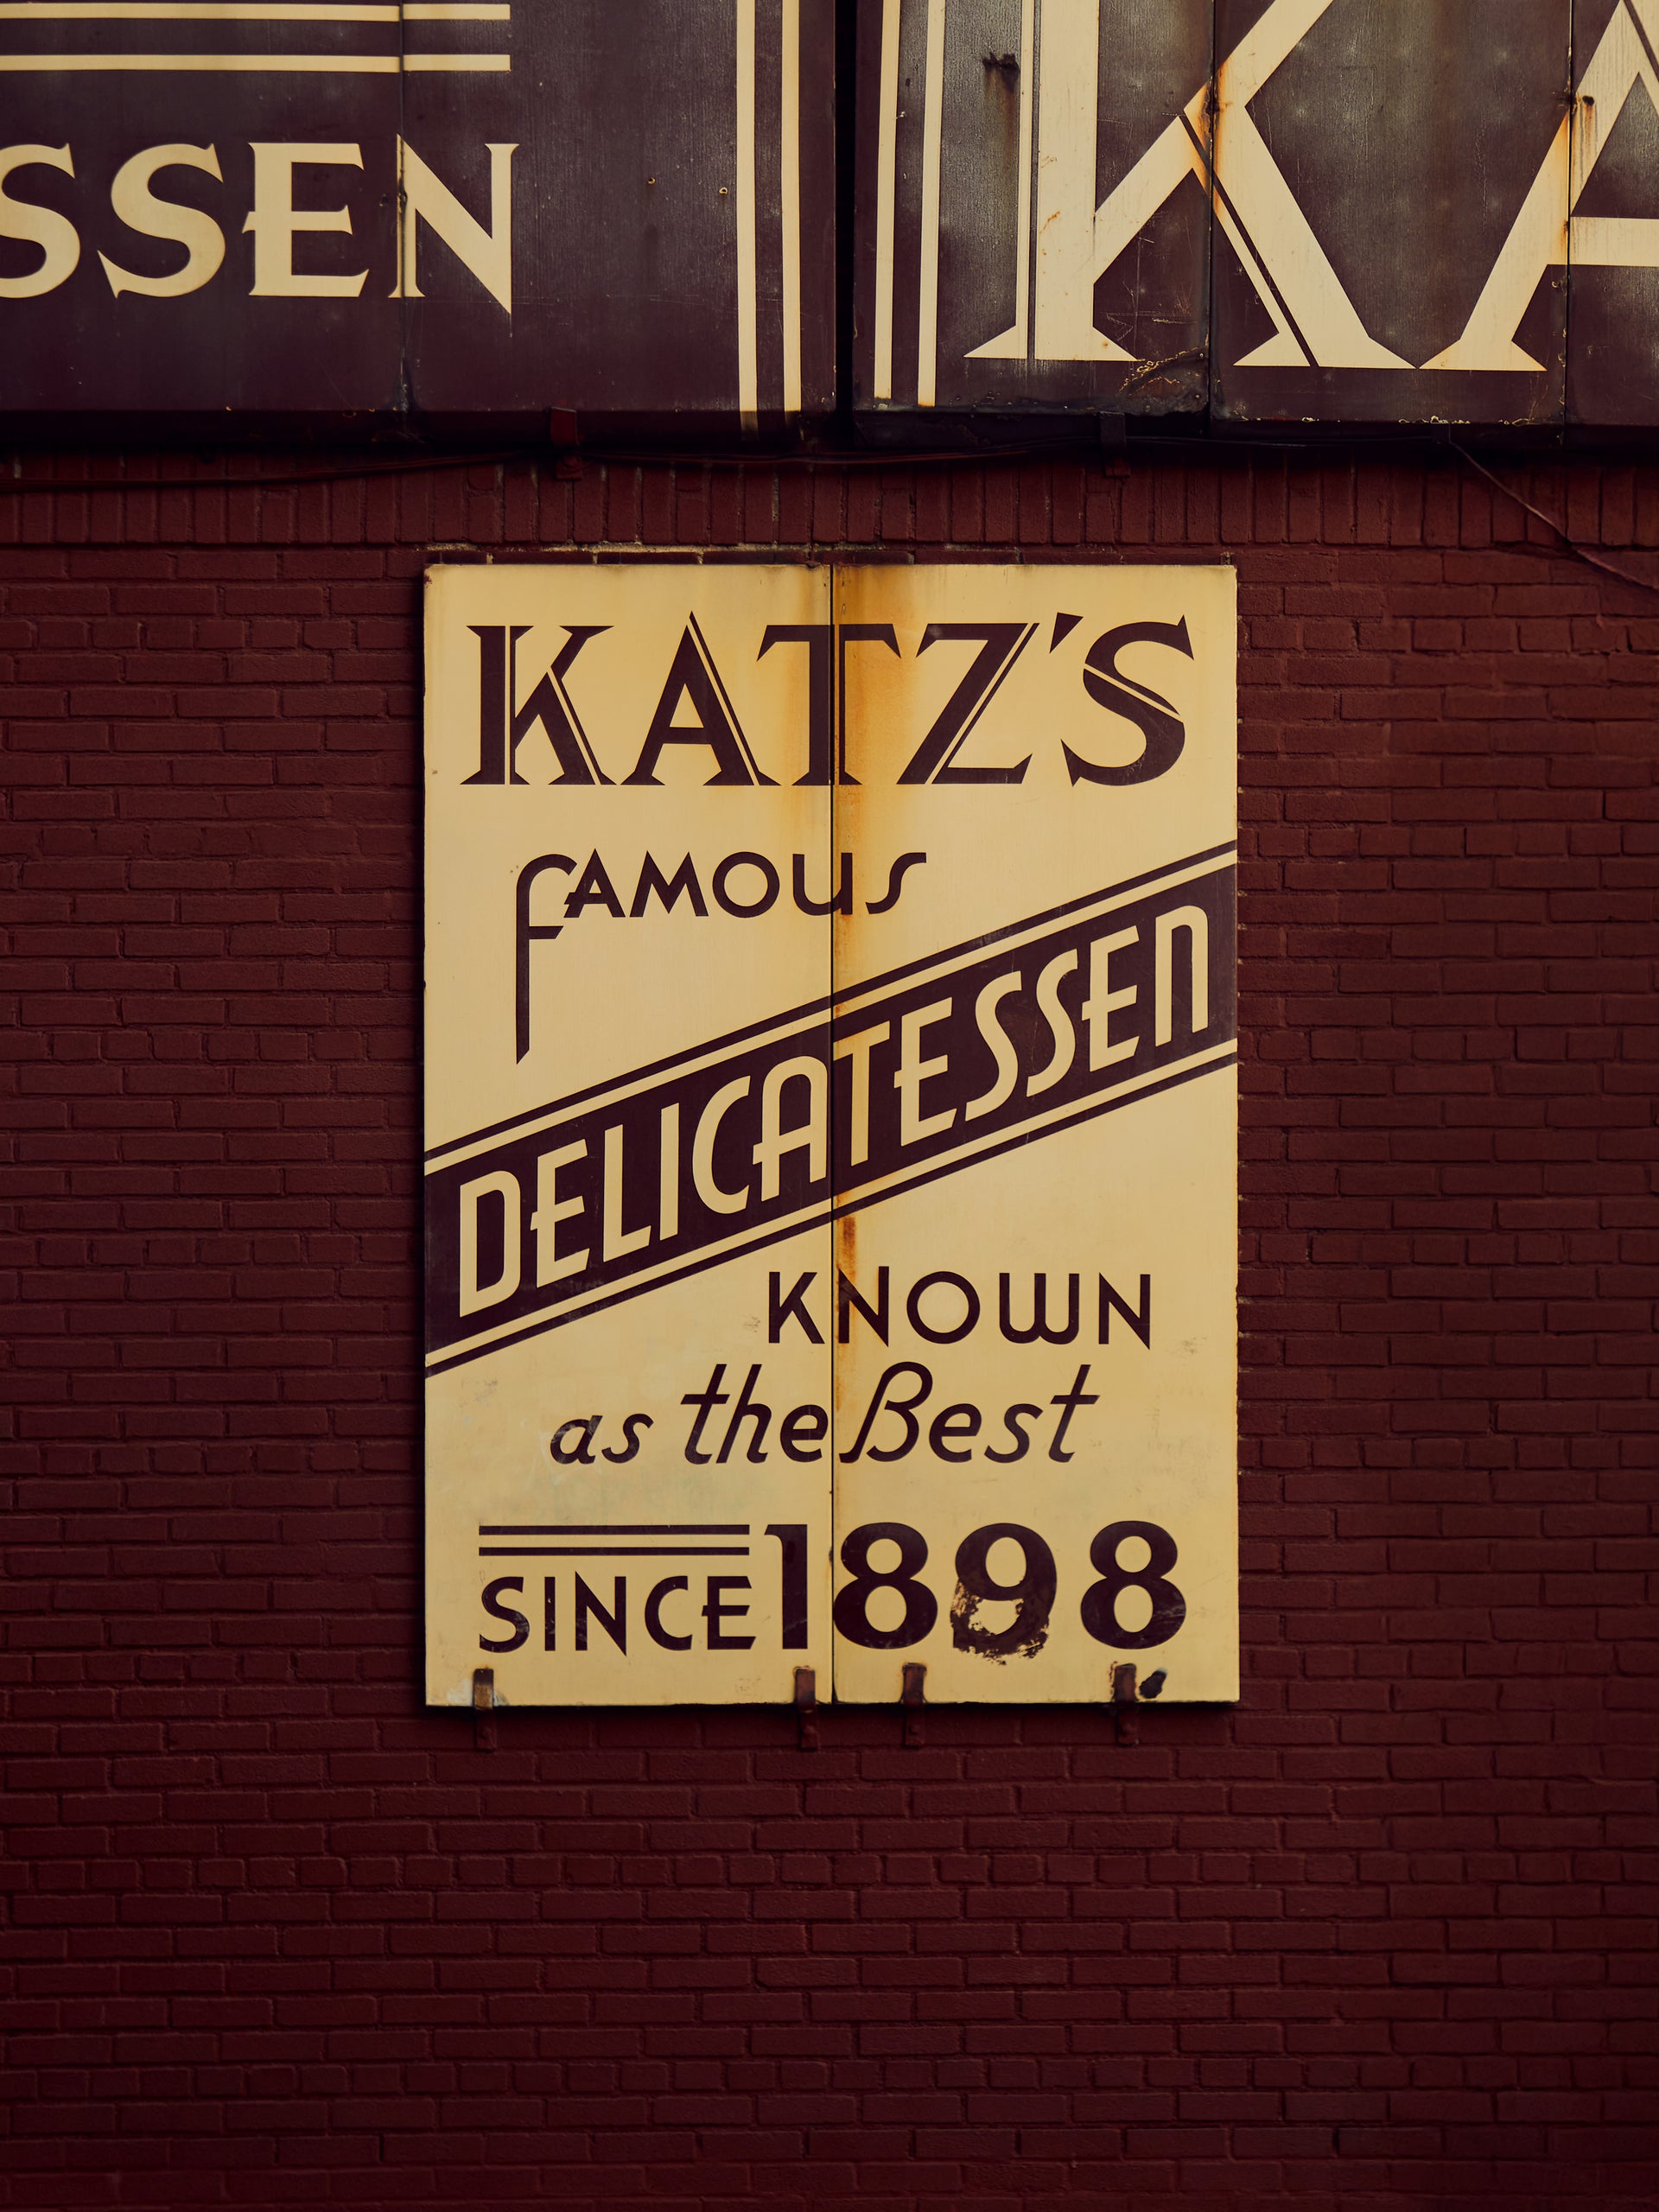 SSEN
KA
KATZ'S
FAMOUS
DELICATESSEN
KNOWN
as the Best
SINCE 1898